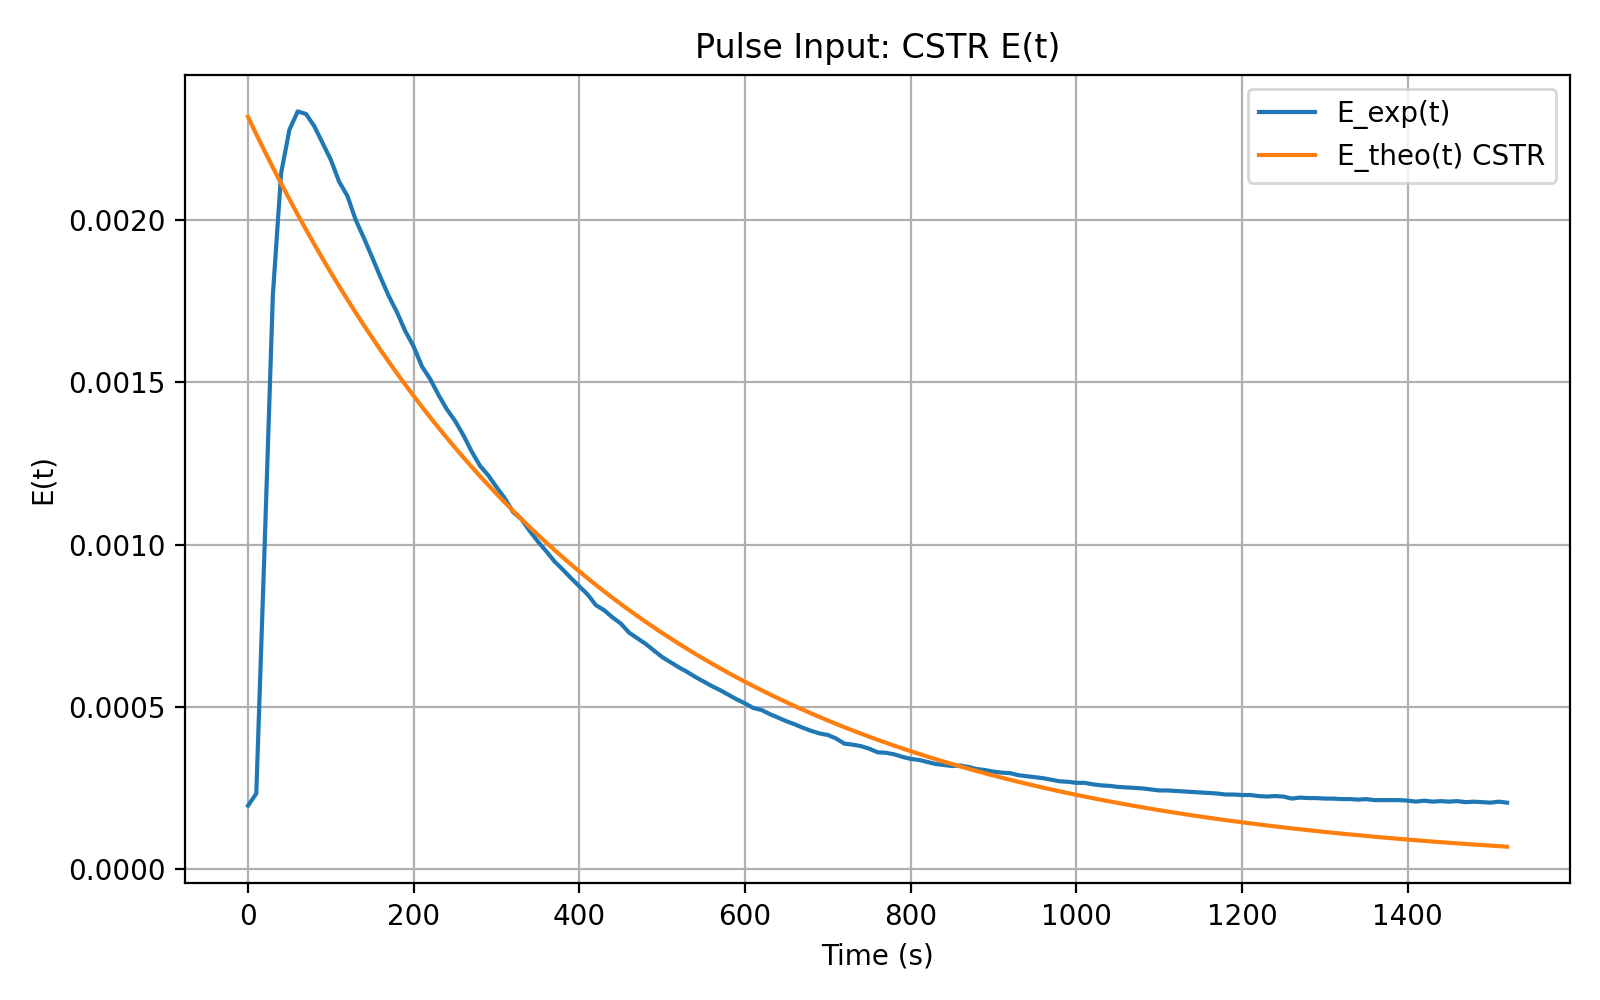 Pulse Input: CSTR E(t)
E_exp(t)
E_theo(t) CSTR
E(t)
0.0020
0.0015
0.0010
0.0005
0.0000
0 200 400 600 800 1000 1200 1400
Time (s)